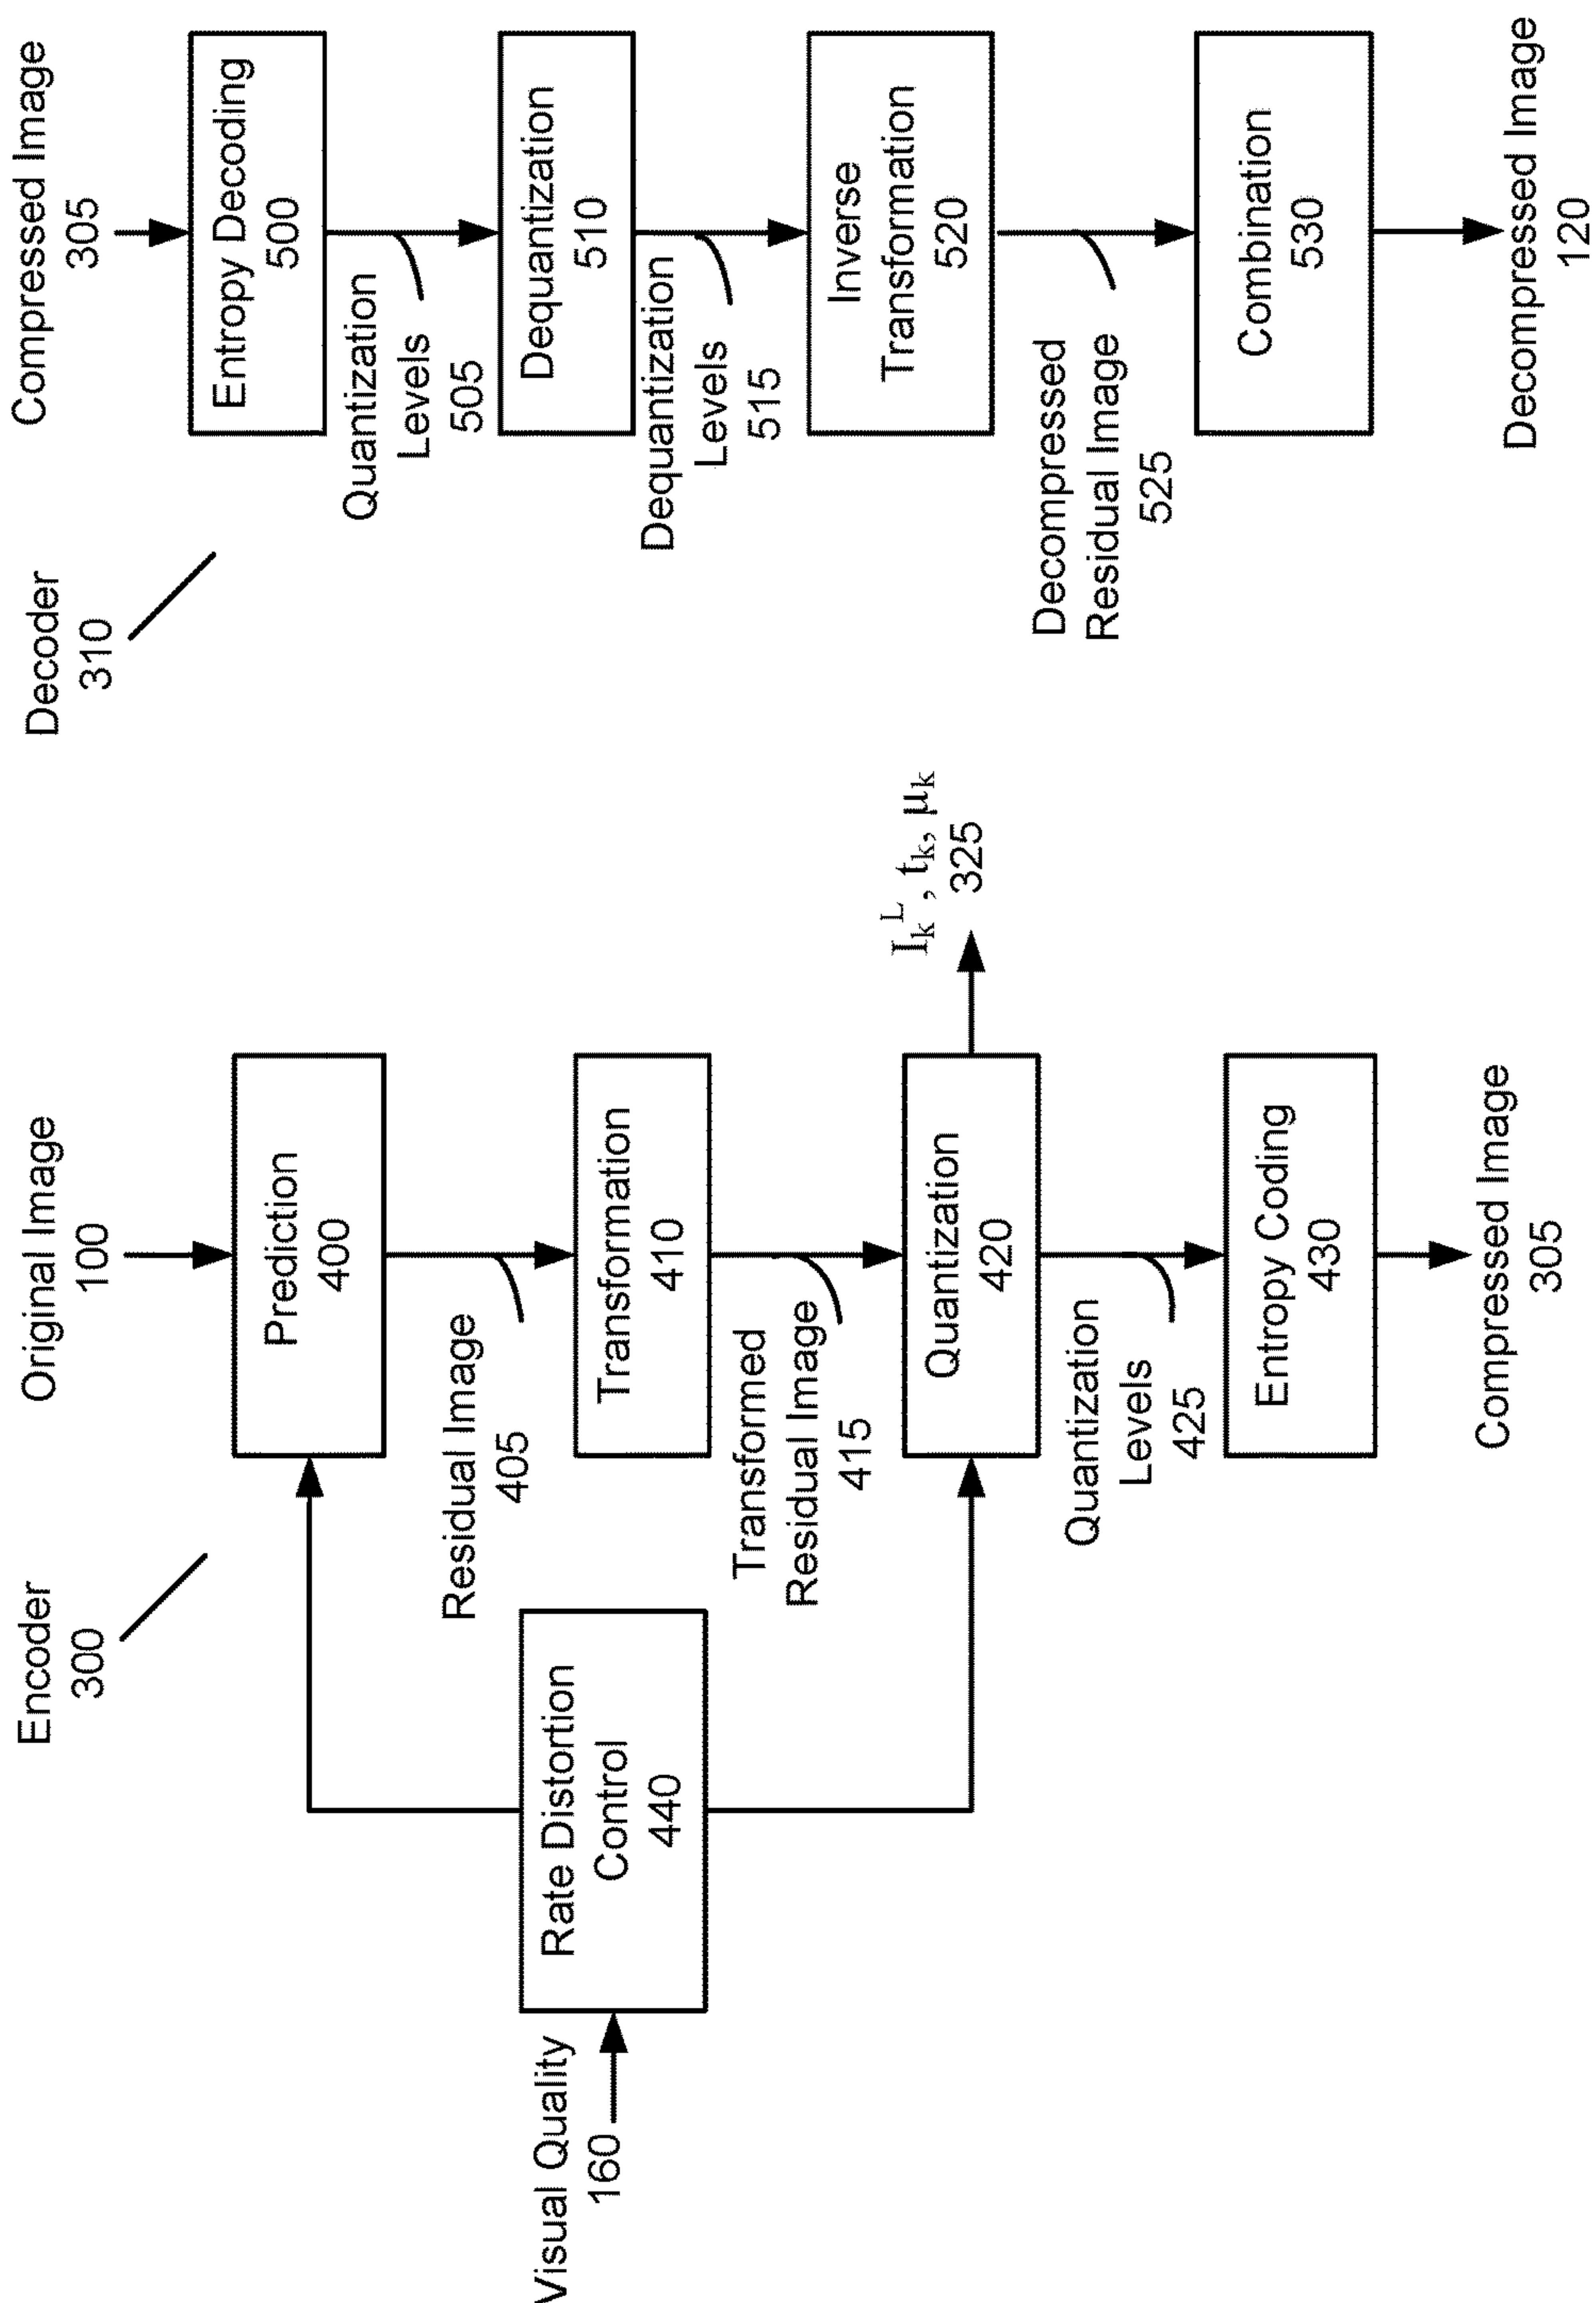 Encoder
300
Original Image
100
Prediction
400
Residual Image
405
Transformation
410
Transformed
Residual Image
415
Visual Quality
160
Rate Distortion
Control
440
Quantization
420
I_k^L, t_k, μ_k
325
Quantization
Levels
425
Entropy Coding
430
Compressed Image
305
Decoder
310
Compressed Image
305
Entropy Decoding
500
Quantization
Levels
505
Dequantization
510
Dequantization
Levels
515
Inverse
Transformation
520
Decompressed
Residual Image
525
Combination
530
Decompressed Image
120